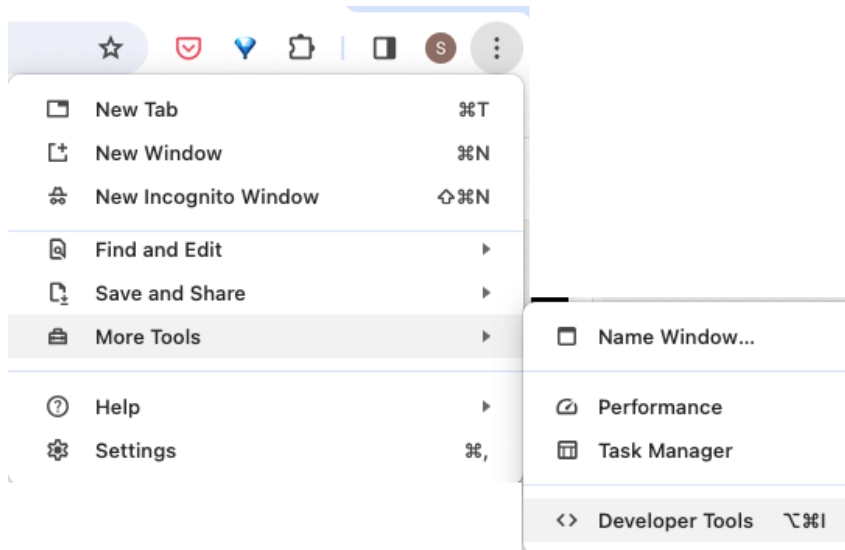 S
New Tab ⌘T
New Window ⌘N
New Incognito Window ⇧⌘N
Find and Edit
Save and Share
More Tools
Name Window...
Help
Performance
Settings ⌘,
Task Manager
Developer Tools ⌥⌘I